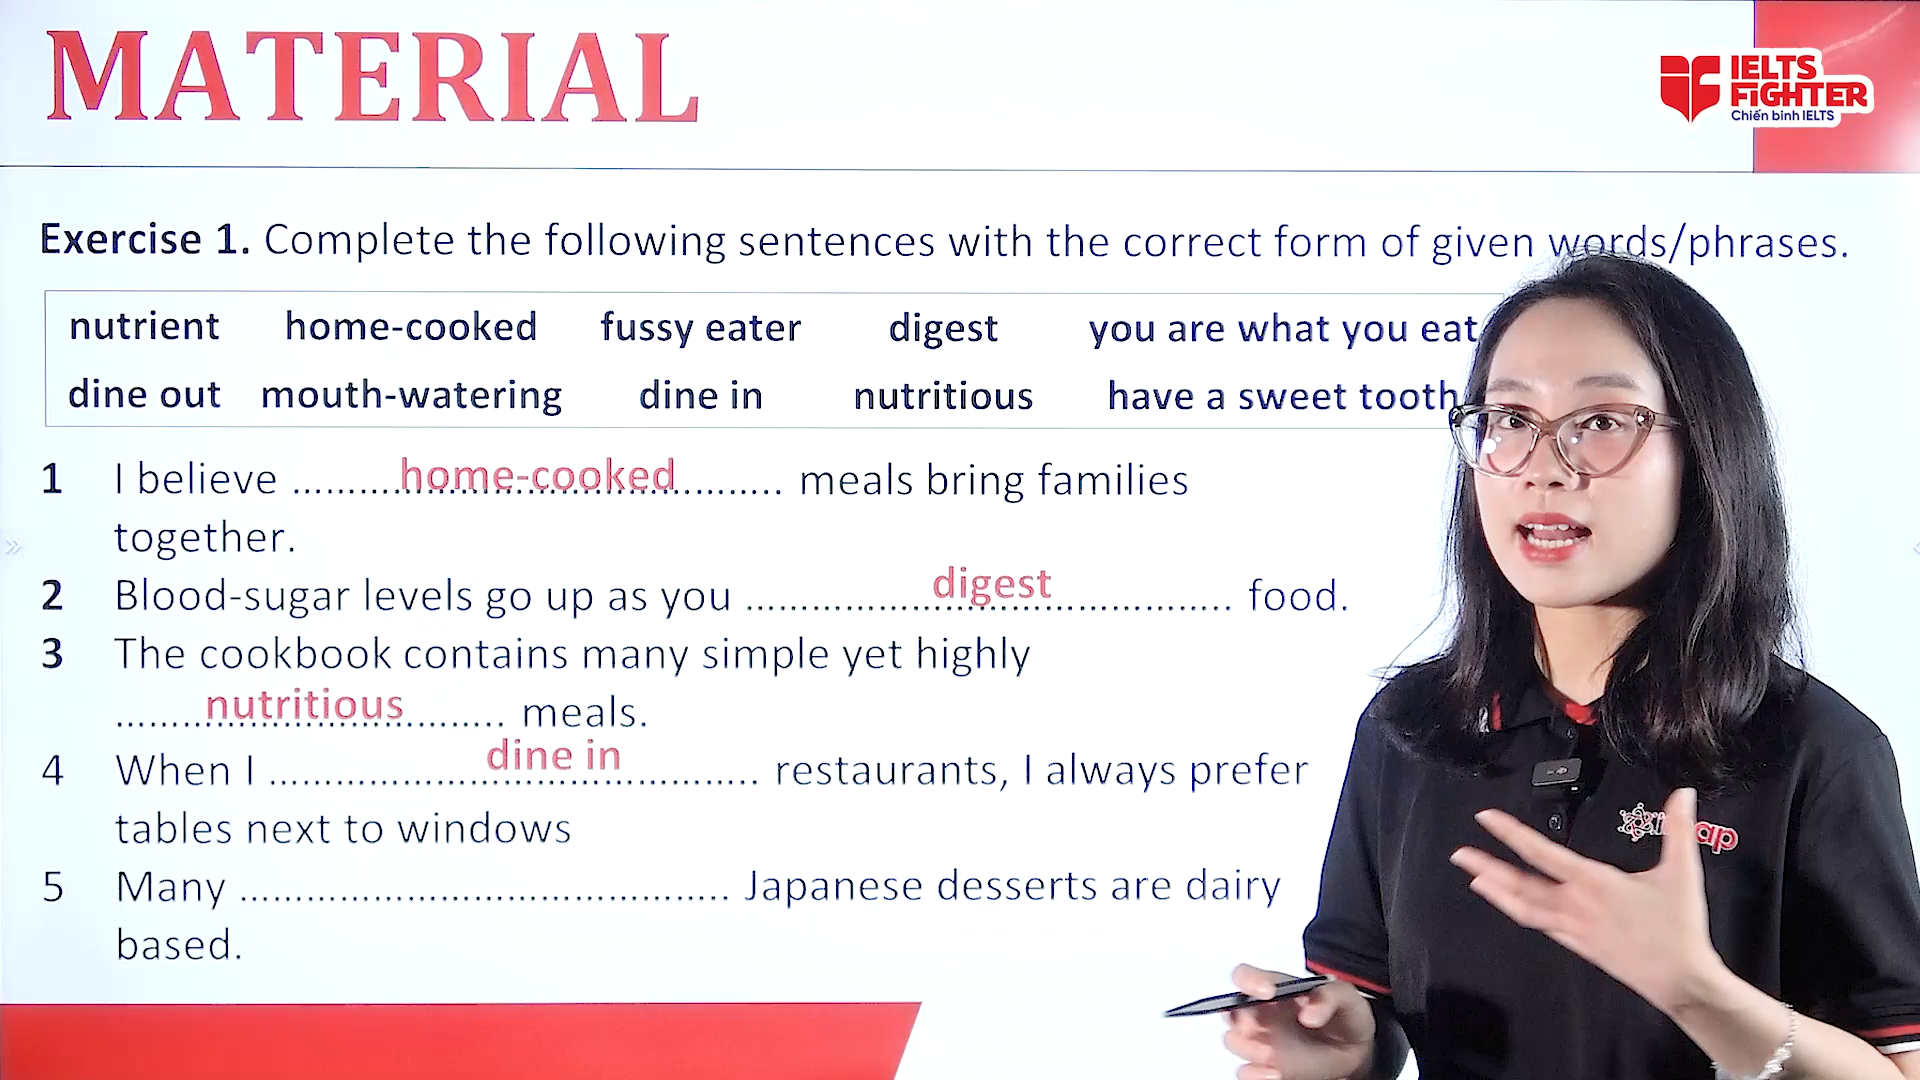 MATERIAL
IELTS
FIGHTER
Chiến binh IELTS
Exercise 1. Complete the following sentences with the correct form of given words/phrases.
nutrient home-cooked fussy eater digest you are what you eat
dine out mouth-watering dine in nutritious have a sweet tooth
1 I believe ........home-cooked........ meals bring families
together.
2 Blood-sugar levels go up as you ........digest........ food.
3 The cookbook contains many simple yet highly
........nutritious........ meals.
4 When I ........dine in........ restaurants, I always prefer
tables next to windows
5 Many ................ Japanese desserts are dairy
based.